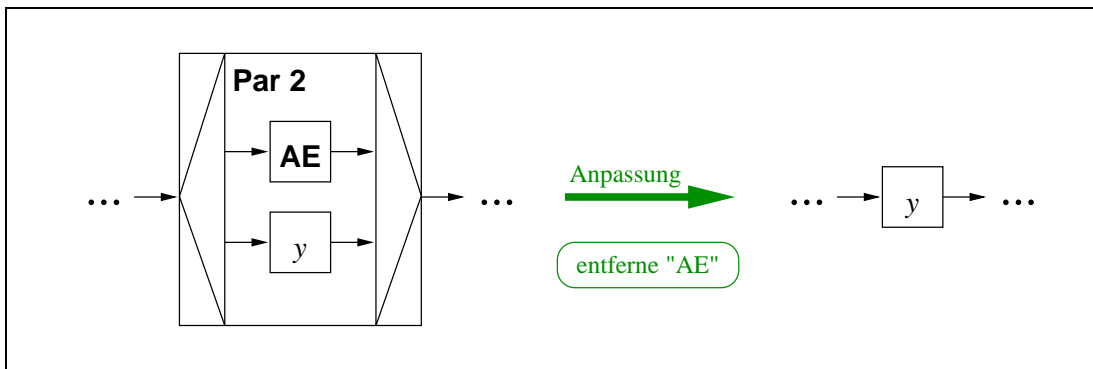 Par 2
AE
y
... ...
Anpassung
entferne "AE"
... y ...